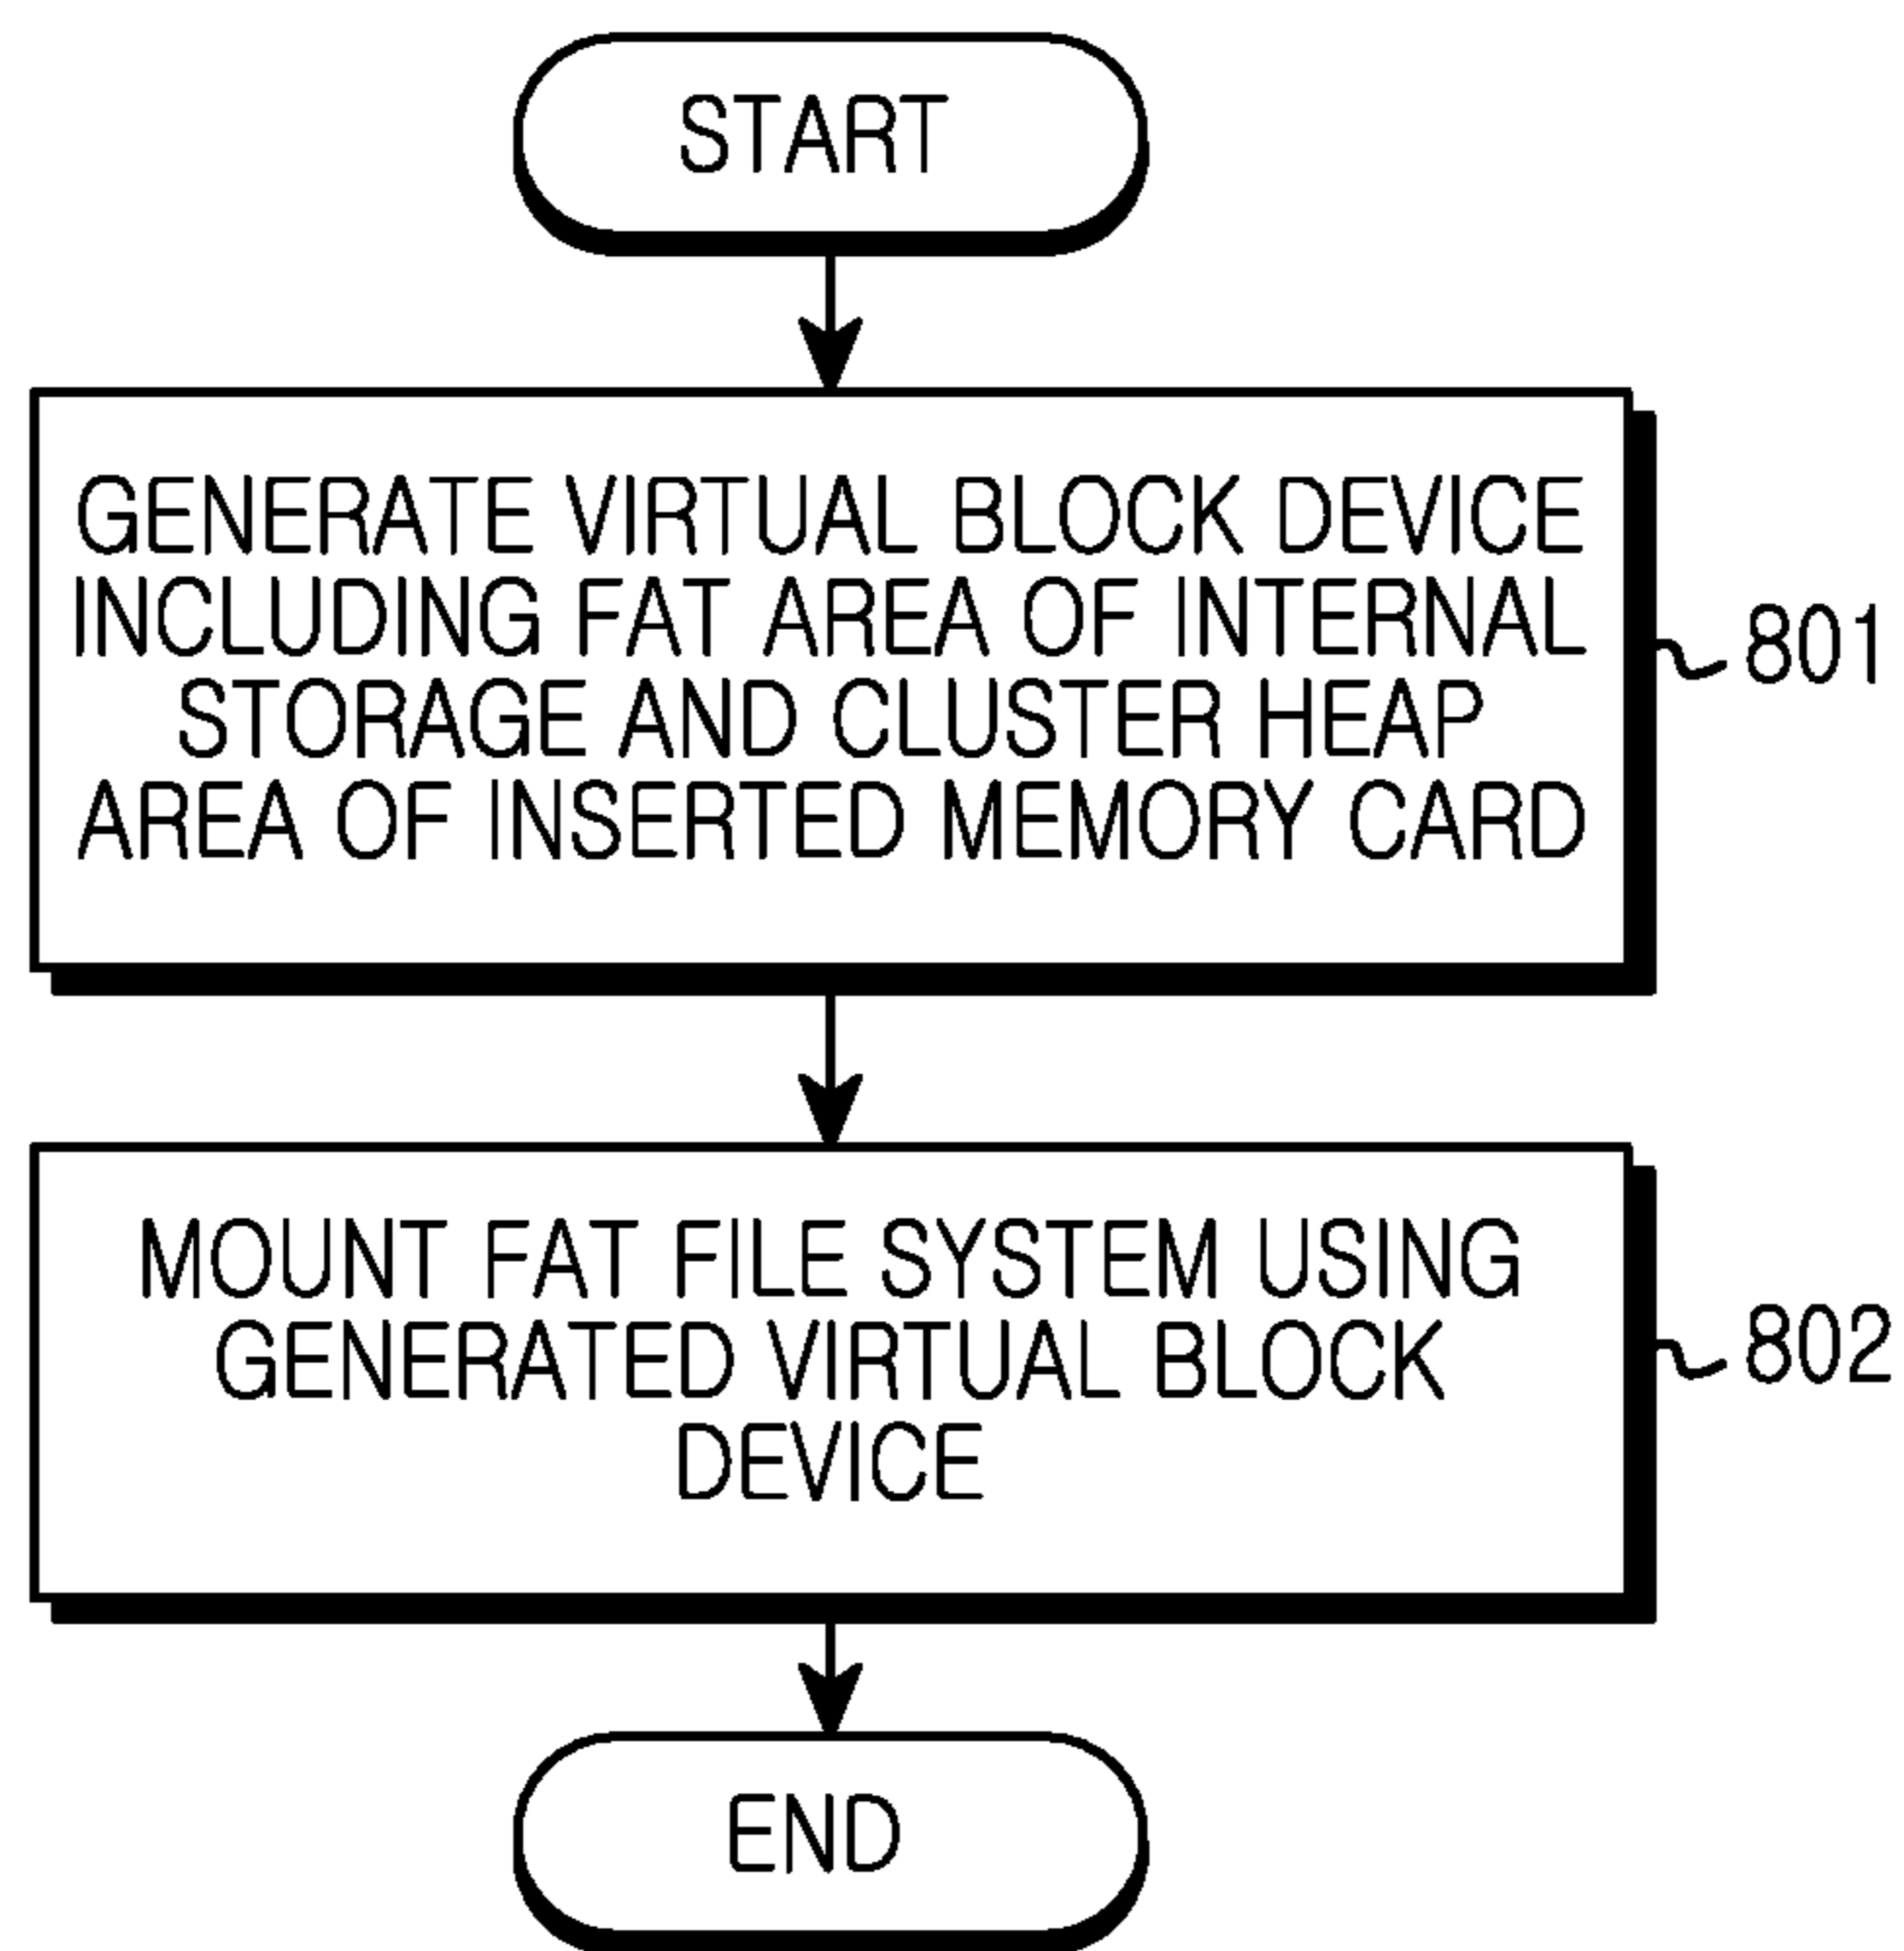 START
GENERATE VIRTUAL BLOCK DEVICE
INCLUDING FAT AREA OF INTERNAL
STORAGE AND CLUSTER HEAP
AREA OF INSERTED MEMORY CARD
801
MOUNT FAT FILE SYSTEM USING
GENERATED VIRTUAL BLOCK
DEVICE
802
END